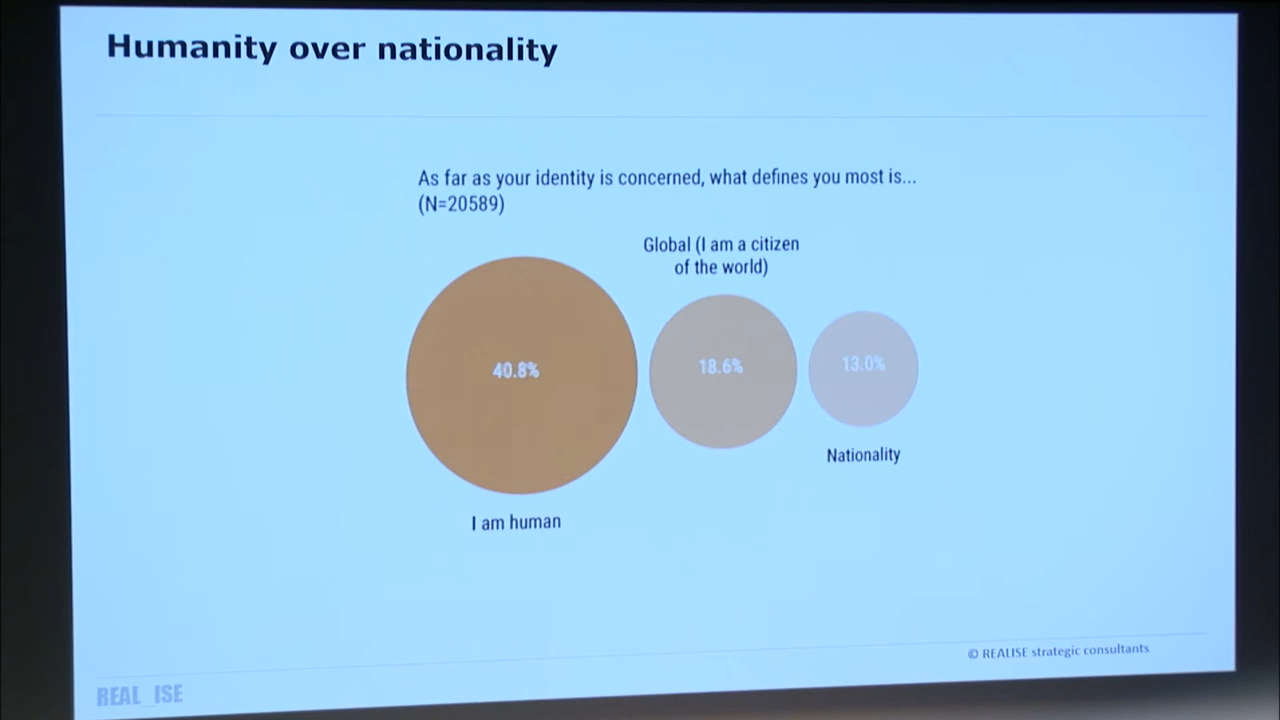 Humanity over nationality
As far as your identity is concerned, what defines you most is...
(N=20589)
Global (I am a citizen
of the world)
40.8%
18.6%
13.0%
Nationality
I am human
© REALISE strategic consultants
REAL_ISE